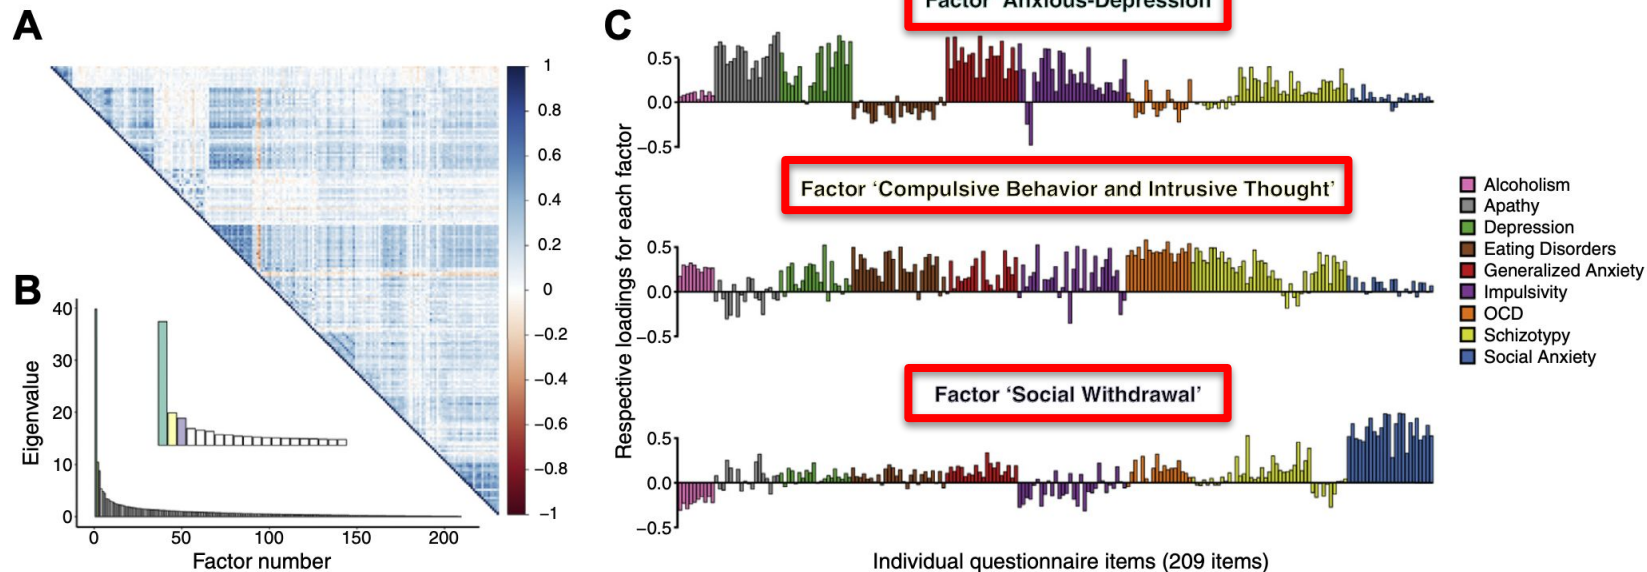 A
1
0.8
0.6
0.4
0.2
0
−0.2
−0.4
−0.6
−0.8
−1
B
Eigenvalue
40
30
20
10
0
0 50 100 150 200
Factor number
C
Respective loadings for each factor
Factor ‘Anxious-Depression’
0.5
0.0
−0.5
Factor ‘Compulsive Behavior and Intrusive Thought’
0.5
0.0
−0.5
Factor ‘Social Withdrawal’
0.5
0.0
−0.5
Individual questionnaire items (209 items)
Alcoholism
Apathy
Depression
Eating Disorders
Generalized Anxiety
Impulsivity
OCD
Schizotypy
Social Anxiety